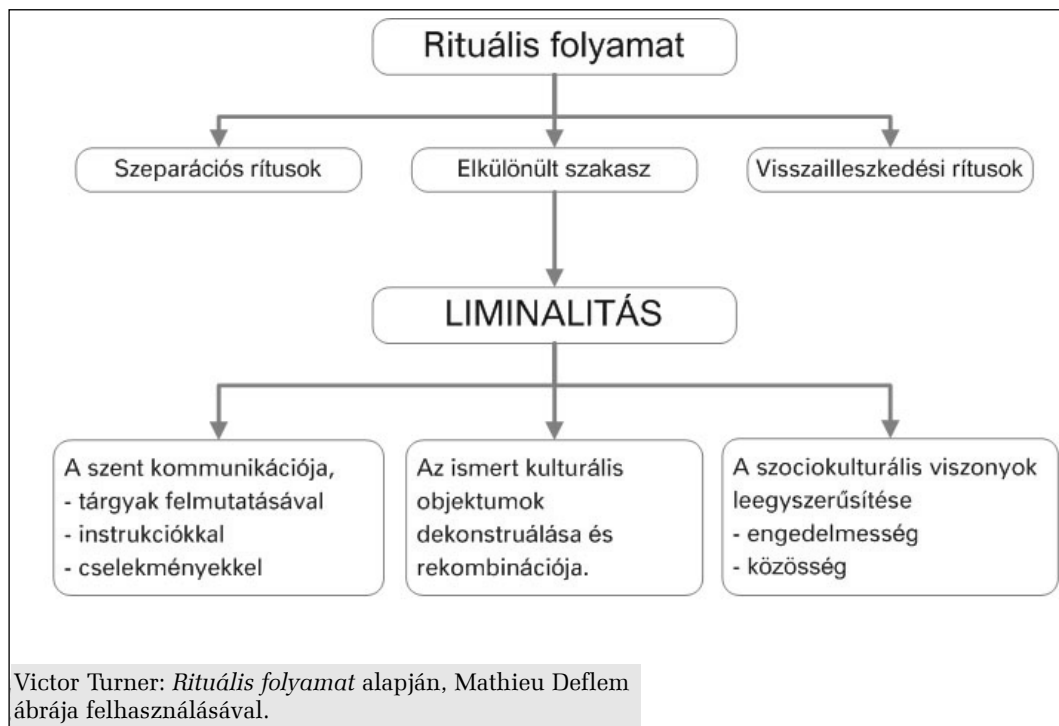 Rituális folyamat
Szeparációs rítusok
Elkülönült szakasz
Visszailleszkedési rítusok
LIMINALITÁS
A szent kommunikációja,
- tárgyak felmutatásával
- instrukciókkal
- cselekményekkel
Az ismert kulturális
objektumok
dekonstruálása és
rekombinációja.
A szociokulturális viszonyok
leegyszerűsítése
- engedelmesség
- közösség
Victor Turner: Rituális folyamat alapján, Mathieu Deflem
ábrája felhasználásával.